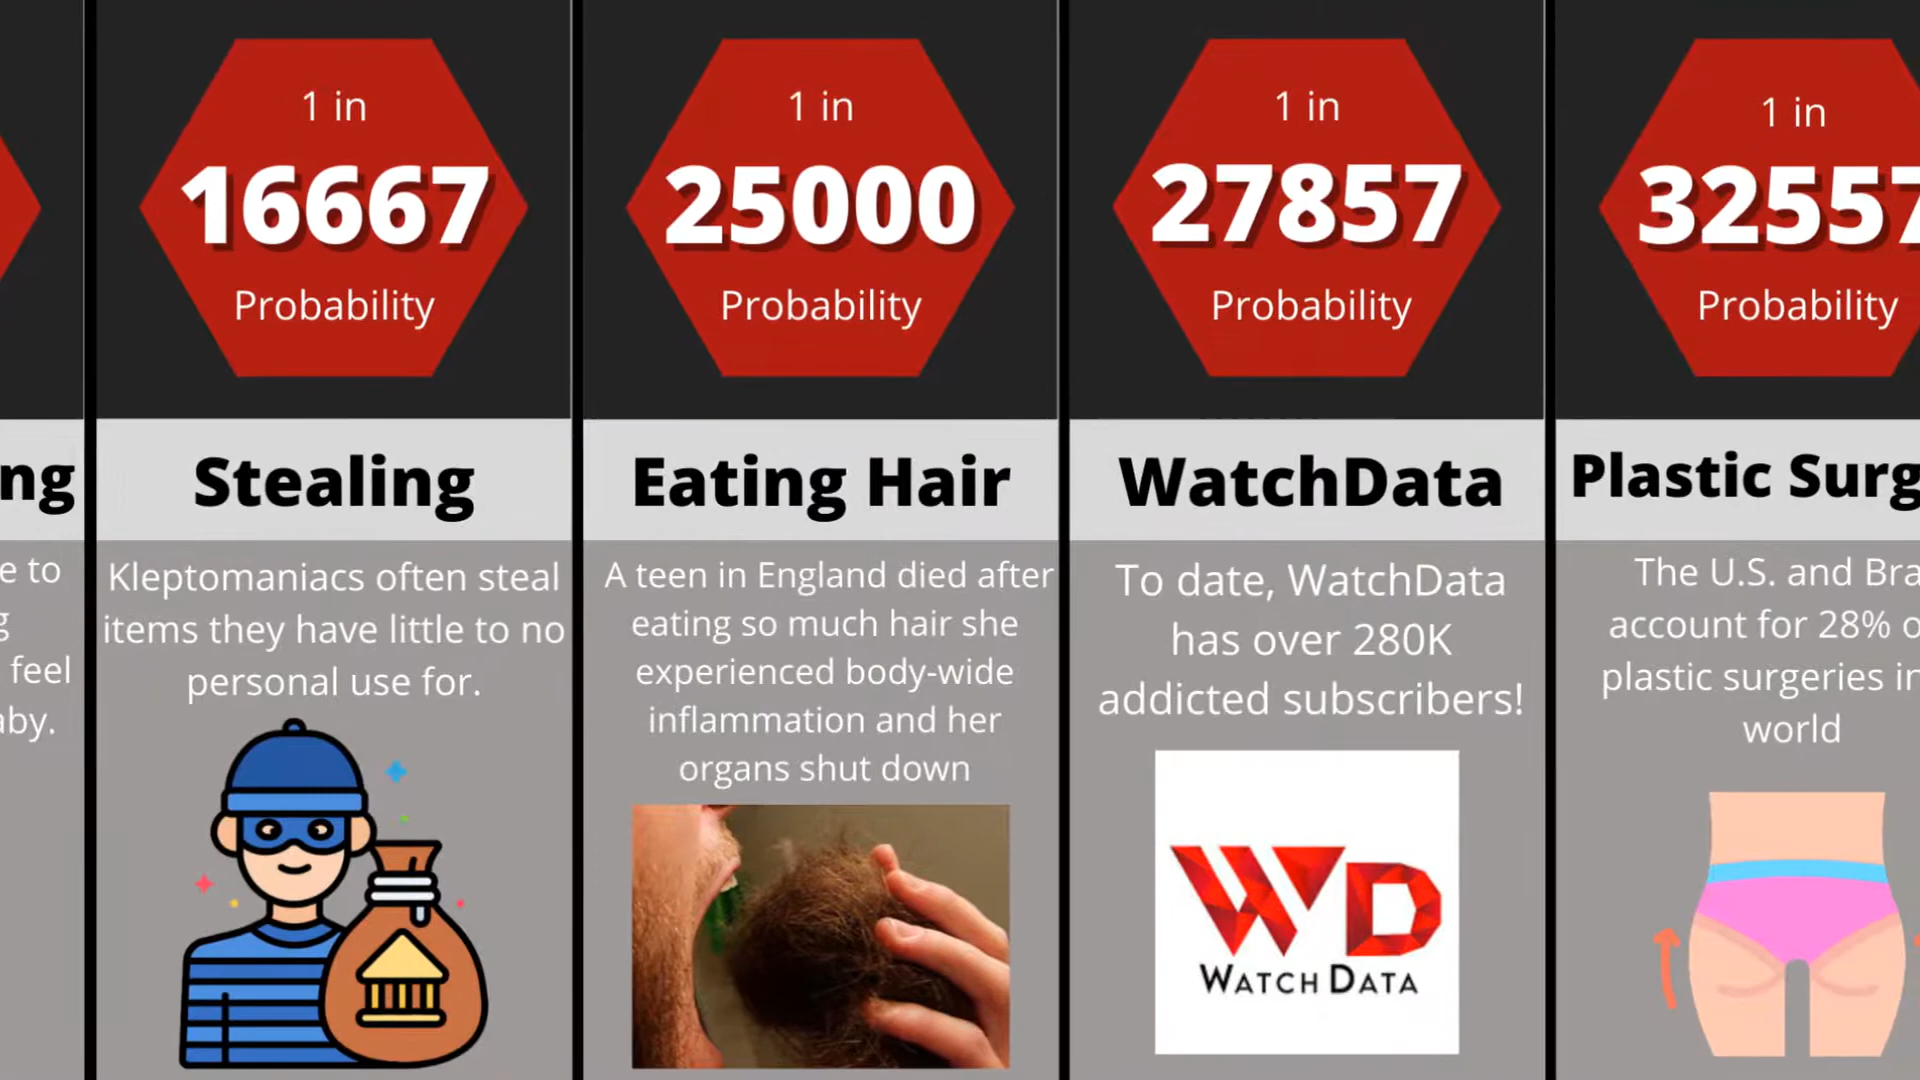 ng
e to
g
feel
aby.
1 in
16667
Probability
Stealing
Kleptomaniacs often steal
items they have little to no
personal use for.
1 in
25000
Probability
Eating Hair
A teen in England died after
eating so much hair she
experienced body-wide
inflammation and her
organs shut down
1 in
27857
Probability
WatchData
To date, WatchData
has over 280K
addicted subscribers!
WD
WATCH DATA
1 in
32557
Probability
Plastic Surg
The U.S. and Bra
account for 28% o
plastic surgeries in
world